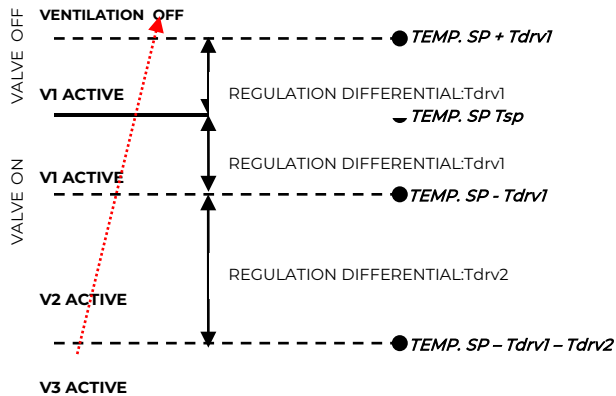 VENTILATION OFF
VALVE OFF
TEMP. SP + Tdrv1
V1 ACTIVE
REGULATION DIFFERENTIAL:Tdrv1
TEMP. SP Tsp
VALVE ON
V1 ACTIVE
REGULATION DIFFERENTIAL:Tdrv1
TEMP. SP - Tdrv1
REGULATION DIFFERENTIAL:Tdrv2
V2 ACTIVE
TEMP. SP – Tdrv1 – Tdrv2
V3 ACTIVE